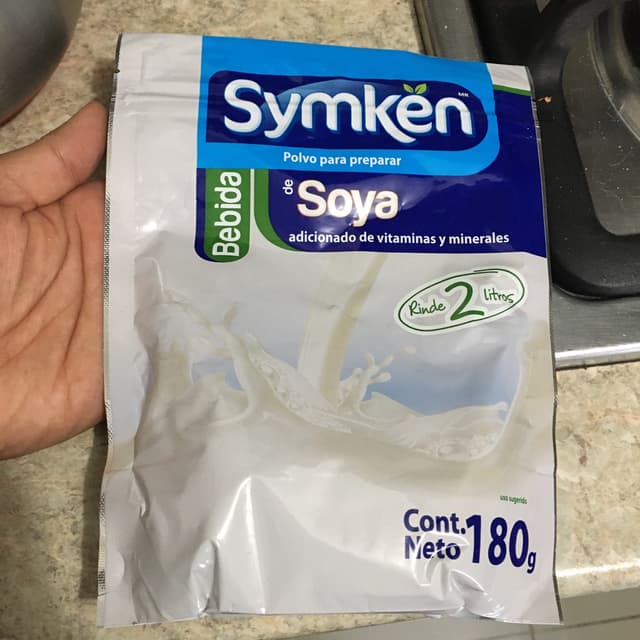 Symken
MR
Polvo para preparar
Bebida
de Soya
adicionado de vitaminas y minerales
Rinde 2 litros
uso sugerido
Cont.
Neto 180g